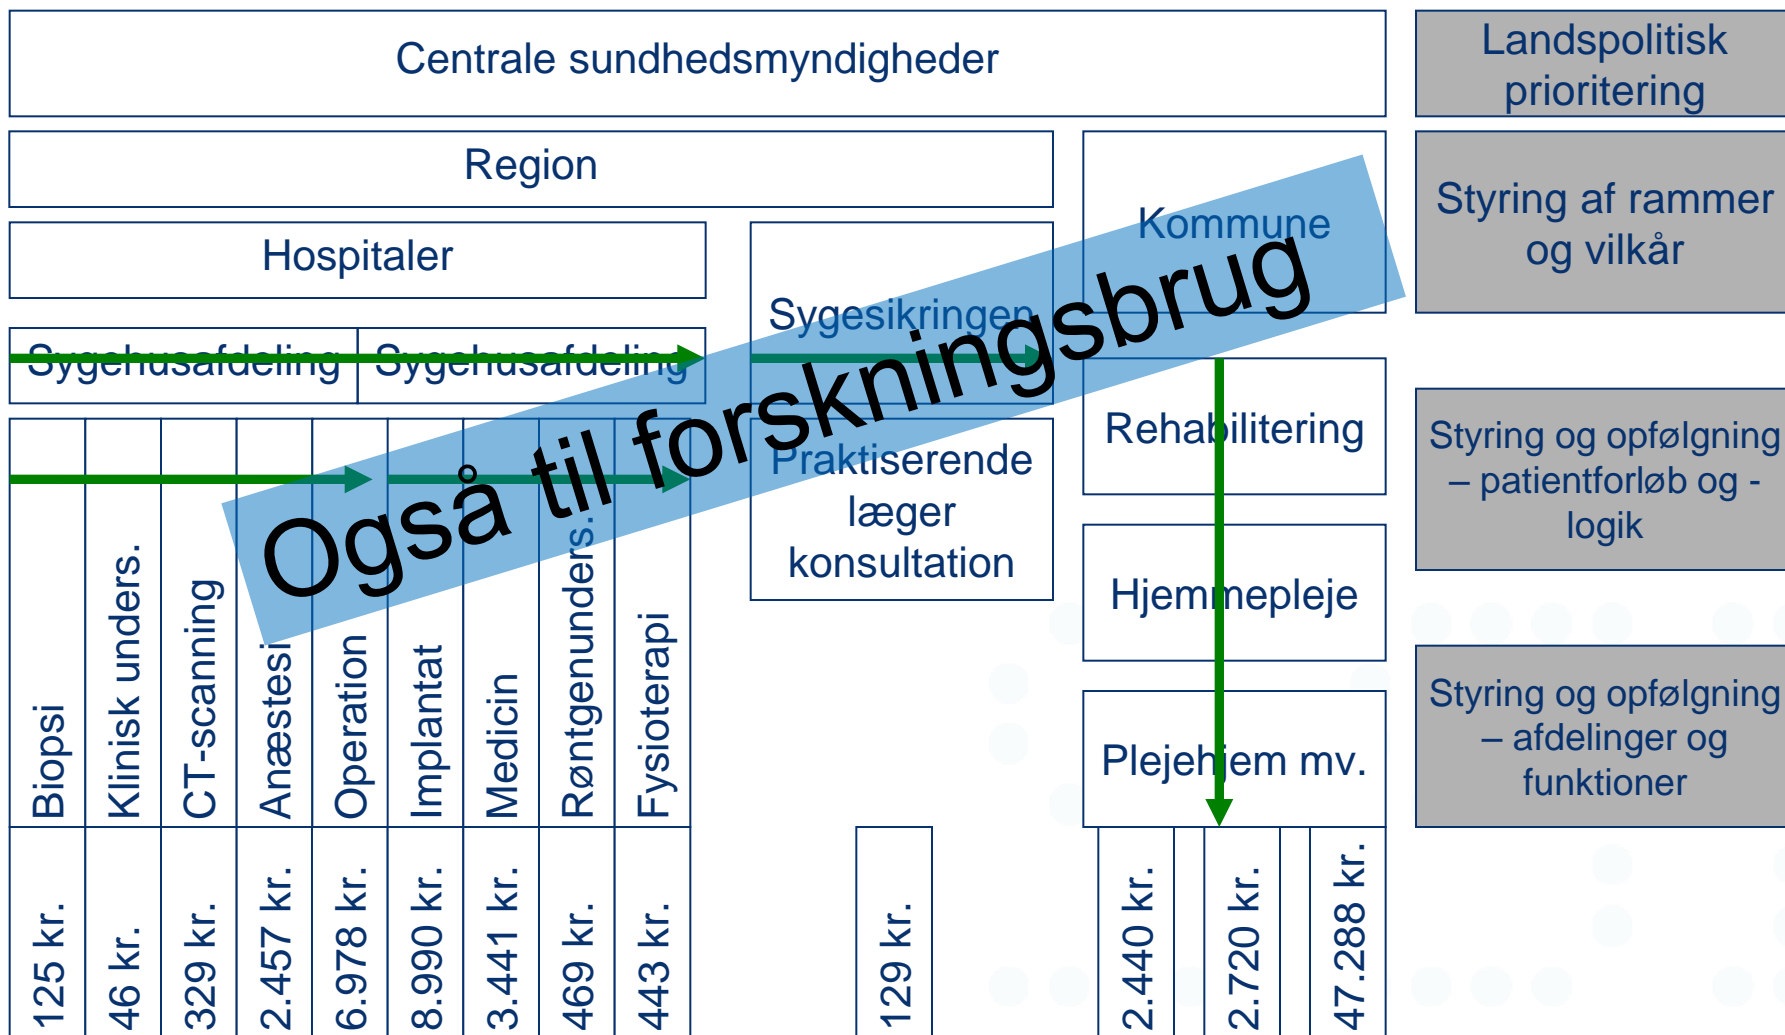 Centrale sundhedsmyndigheder
Landspolitisk
prioritering
Region
Kommune
Styring af rammer
og vilkår
Hospitaler
Sygesikringen
Sygehusafdeling
Sygehusafdeling
Også til forskningsbrug
Praktiserende
læger
konsultation
Rehabilitering
Styring og opfølgning
– patientforløb og -
logik
Hjemmepleje
Biopsi
Klinisk unders.
CT-scanning
Anæstesi
Operation
Implantat
Medicin
Røntgenunders.
Fysioterapi
Plejehjem mv.
Styring og opfølgning
– afdelinger og
funktioner
125 kr.
46 kr.
329 kr.
2.457 kr.
6.978 kr.
8.990 kr.
3.441 kr.
469 kr.
443 kr.
129 kr.
2.440 kr.
2.720 kr.
47.288 kr.